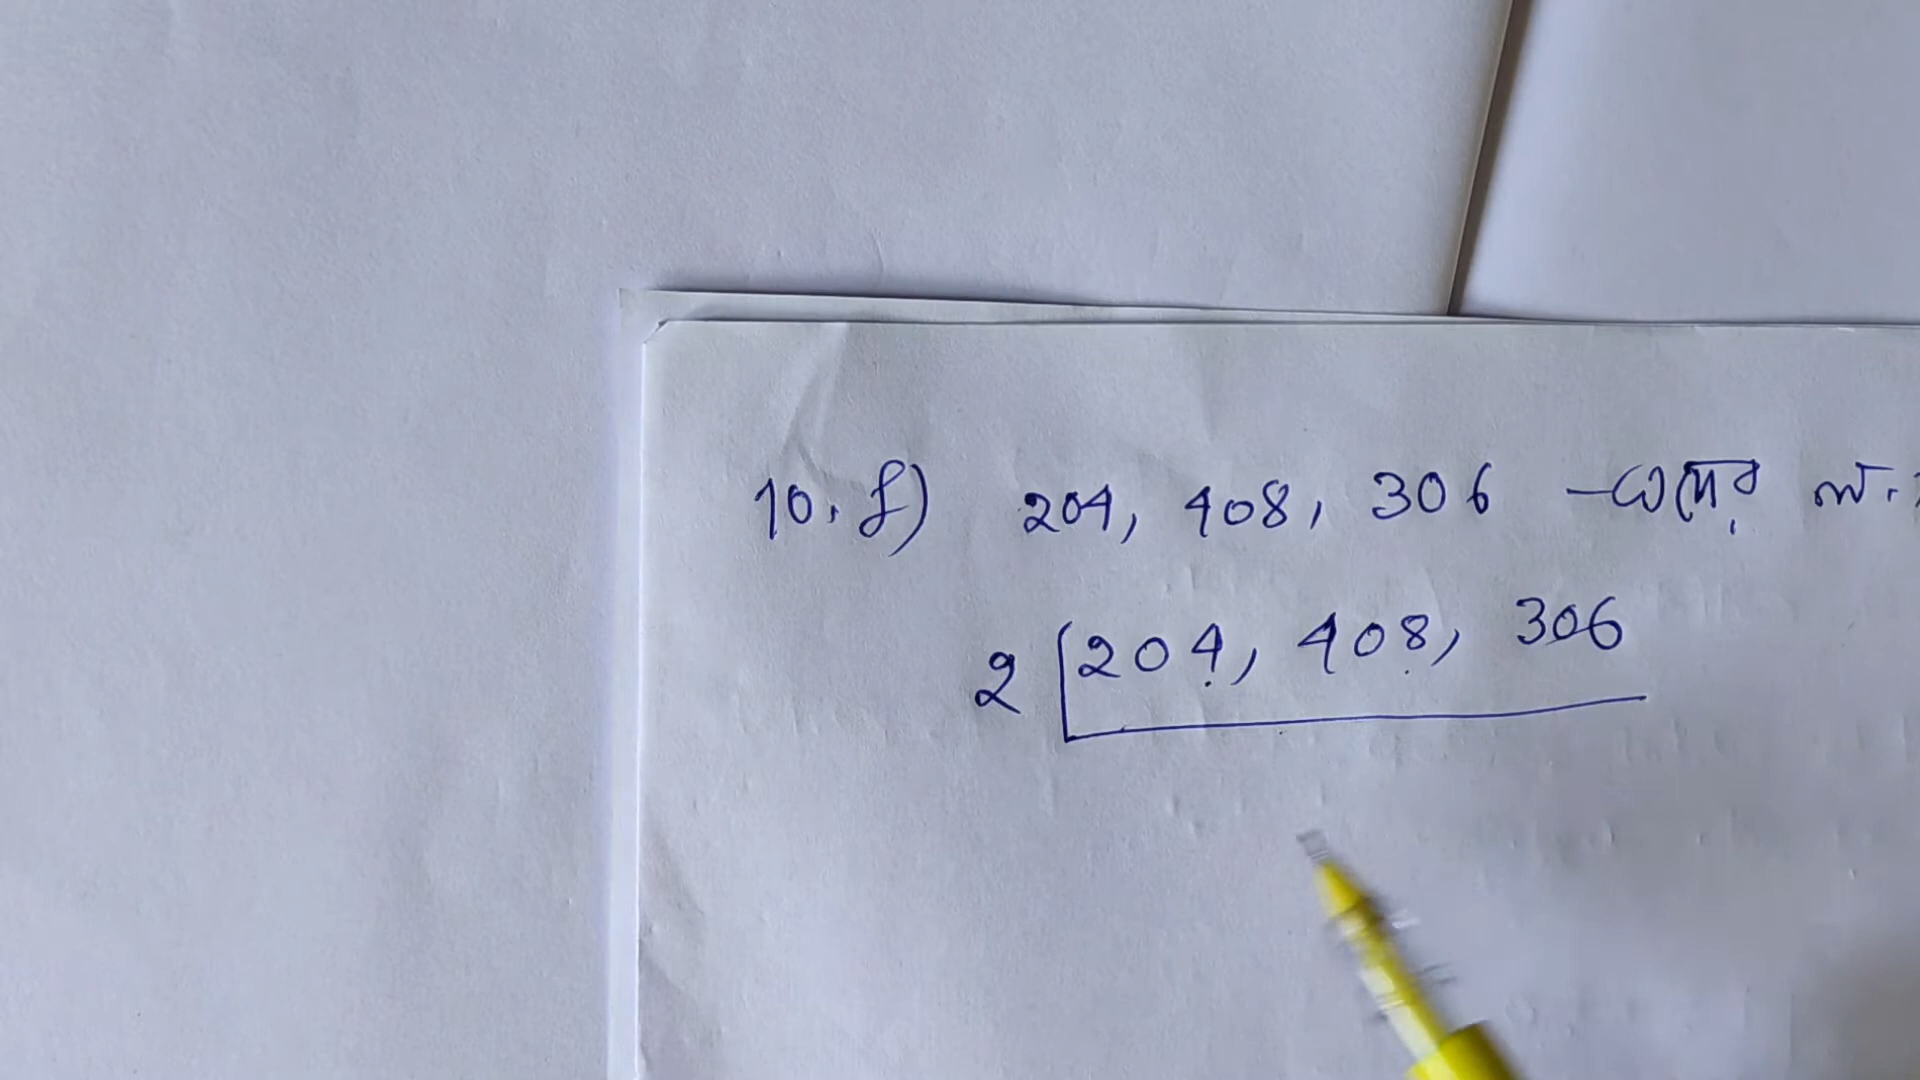 10. f) 204, 408, 306 - এদের ল.
2 204, 408, 306